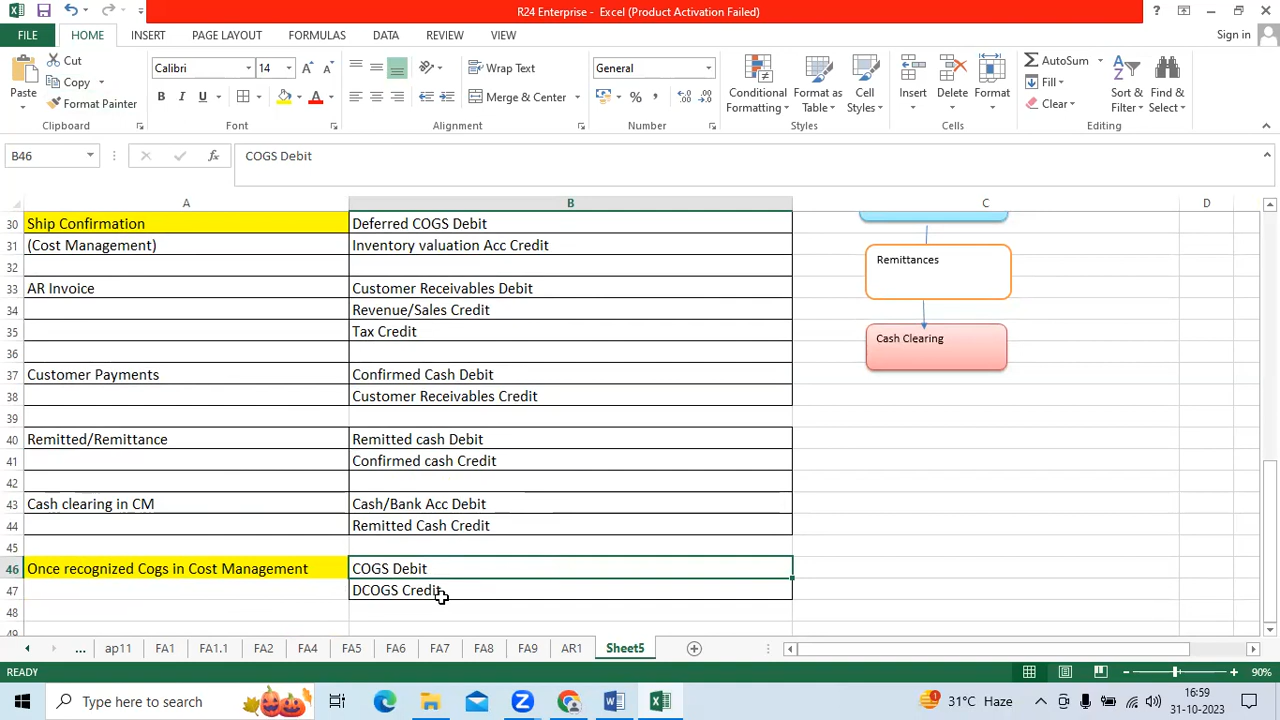 R24 Enterprise - Excel (Product Activation Failed)
?
FILE
HOME
INSERT
PAGE LAYOUT
FORMULAS
DATA
REVIEW
VIEW
Sign in
Paste
Cut
Copy
Format Painter
Clipboard
Calibri
14
B I U
A
Font
Wrap Text
Merge & Center
Alignment
General
%
Number
Conditional Formatting
Format as Table
Cell Styles
Styles
Insert
Delete
Format
Cells
AutoSum
Fill
Clear
Sort & Filter
Find & Select
Editing
B46
fx
COGS Debit
A B C D
30 Ship Confirmation Deferred COGS Debit
31 (Cost Management) Inventory valuation Acc Credit
32
33 AR Invoice Customer Receivables Debit
34 Revenue/Sales Credit
35 Tax Credit
36
37 Customer Payments Confirmed Cash Debit
38 Customer Receivables Credit
39
40 Remitted/Remittance Remitted cash Debit
41 Confirmed cash Credit
42
43 Cash clearing in CM Cash/Bank Acc Debit
44 Remitted Cash Credit
45
46 Once recognized Cogs in Cost Management COGS Debit
47 DCOGS Credit
48
49
Remittances
Cash Clearing
... ap11 FA1 FA1.1 FA2 FA4 FA5 FA6 FA7 FA8 FA9 AR1 Sheet5
READY
90%
Type here to search
31°C Haze
16:59
31-10-2023